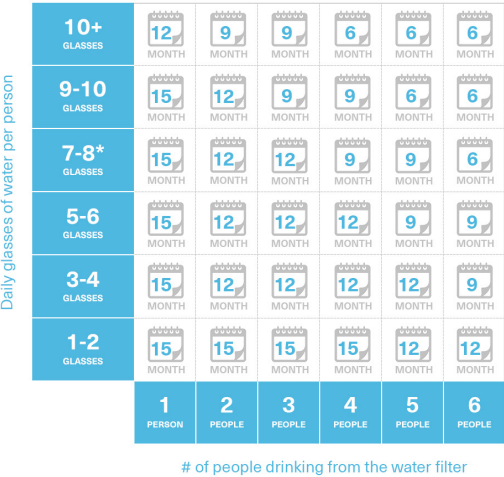 Daily glasses of water per person
10+
GLASSES
12 9 9 6 6 6
MONTH MONTH MONTH MONTH MONTH MONTH
9-10
GLASSES
15 12 9 9 6 6
MONTH MONTH MONTH MONTH MONTH MONTH
7-8*
GLASSES
15 12 12 9 9 6
MONTH MONTH MONTH MONTH MONTH MONTH
5-6
GLASSES
15 12 12 12 9 9
MONTH MONTH MONTH MONTH MONTH MONTH
3-4
GLASSES
15 12 12 12 12 9
MONTH MONTH MONTH MONTH MONTH MONTH
1-2
GLASSES
15 15 15 15 12 12
MONTH MONTH MONTH MONTH MONTH MONTH
1 2 3 4 5 6
PERSON PEOPLE PEOPLE PEOPLE PEOPLE PEOPLE
# of people drinking from the water filter